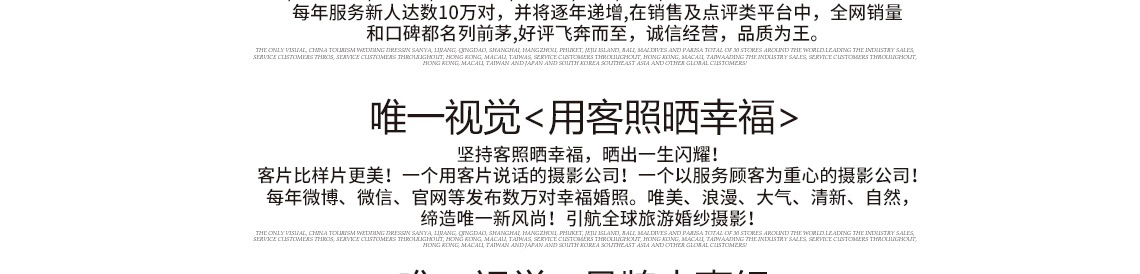 每年服务新人达数10万对，并将逐年递增,在销售及点评类平台中，全网销量
和口碑都名列前茅,好评飞奔而至，诚信经营，品质为王。
THE ONLY VISUAL, CHINA TOURISM WEDDING DRESSIN SANYA, LIJIANG, QINGDAO, SHANGHAI, HANGZHOU, PHUKET, JEJU ISLAND, BALI, MALDIVES AND PARISA TOTAL OF 30 STORES AROUND THE WORLD.LEADING THE INDUSTRY SALES,
SERVICE CUSTOMERS THROS, SERVICE CUSTOMERS THROUIUGHOUT, HONG KONG, MACAU, TAIWAS, SERVICE CUSTOMERS THROUIUGHOUT, HONG KONG, MACAU, TAIWAADING THE INDUSTRY SALES, SERVICE CUSTOMERS THROUIUGHOUT,
HONG KONG, MACAU, TAIWAN AND JAPAN AND SOUTH KOREA SOUTHEAST ASIA AND OTHER GLOBAL CUSTOMERS!
唯一视觉<用客照晒幸福>
坚持客照晒幸福，晒出一生闪耀！
客片比样片更美！一个用客片说话的摄影公司！一个以服务顾客为重心的摄影公司！
每年微博、微信、官网等发布数万对幸福婚照。唯美、浪漫、大气、清新、自然，
缔造唯一新风尚！引航全球旅游婚纱摄影！
THE ONLY VISUAL, CHINA TOURISM WEDDING DRESSIN SANYA, LIJIANG, QINGDAO, SHANGHAI, HANGZHOU, PHUKET, JEJU ISLAND, BALI, MALDIVES AND PARISA TOTAL OF 30 STORES AROUND THE WORLD.LEADING THE INDUSTRY SALES,
SERVICE CUSTOMERS THROS, SERVICE CUSTOMERS THROUIUGHOUT, HONG KONG, MACAU, TAIWAS, SERVICE CUSTOMERS THROUIUGHOUT, HONG KONG, MACAU, TAIWAADING THE INDUSTRY SALES, SERVICE CUSTOMERS THROUIUGHOUT,
HONG KONG, MACAU, TAIWAN AND JAPAN AND SOUTH KOREA SOUTHEAST ASIA AND OTHER GLOBAL CUSTOMERS!